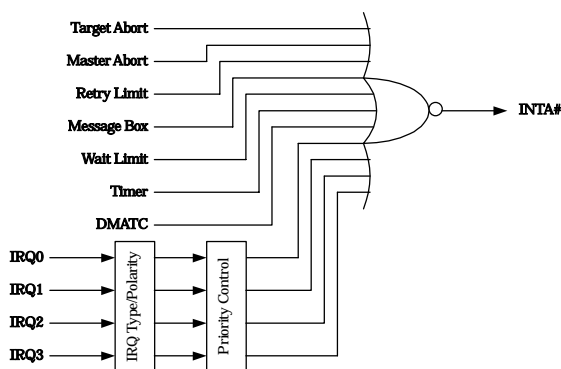 Target Abort
Master Abort
Retry Limit
Message Box
INTA#
Wait Limit
Timer
DMATC
IRQ0
IRQ1
IRQ2
IRQ3
IRQ Type/Polarity
Priority Control